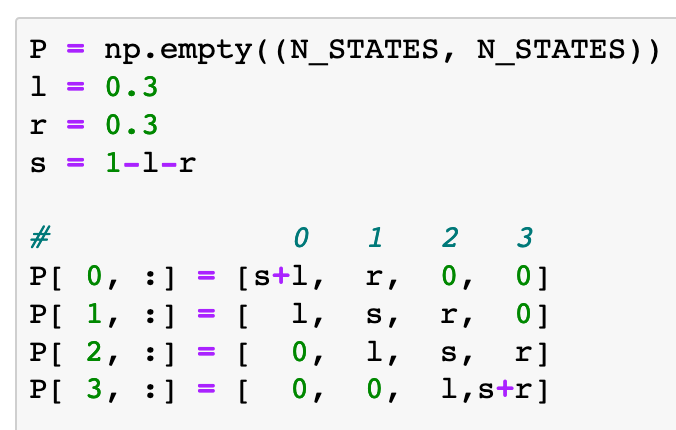 P = np.empty((N_STATES, N_STATES))
l = 0.3
r = 0.3
s = 1-l-r
#             0   1   2   3
P[ 0, :] = [s+l,  r,  0,  0]
P[ 1, :] = [  l,  s,  r,  0]
P[ 2, :] = [  0,  l,  s,  r]
P[ 3, :] = [  0,  0,  l,s+r]